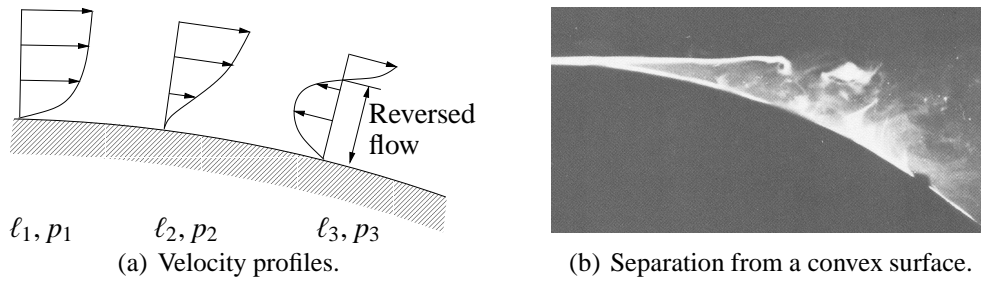 Reversed
flow
ℓ₁, p₁
ℓ₂, p₂
ℓ₃, p₃
(a) Velocity profiles.
(b) Separation from a convex surface.